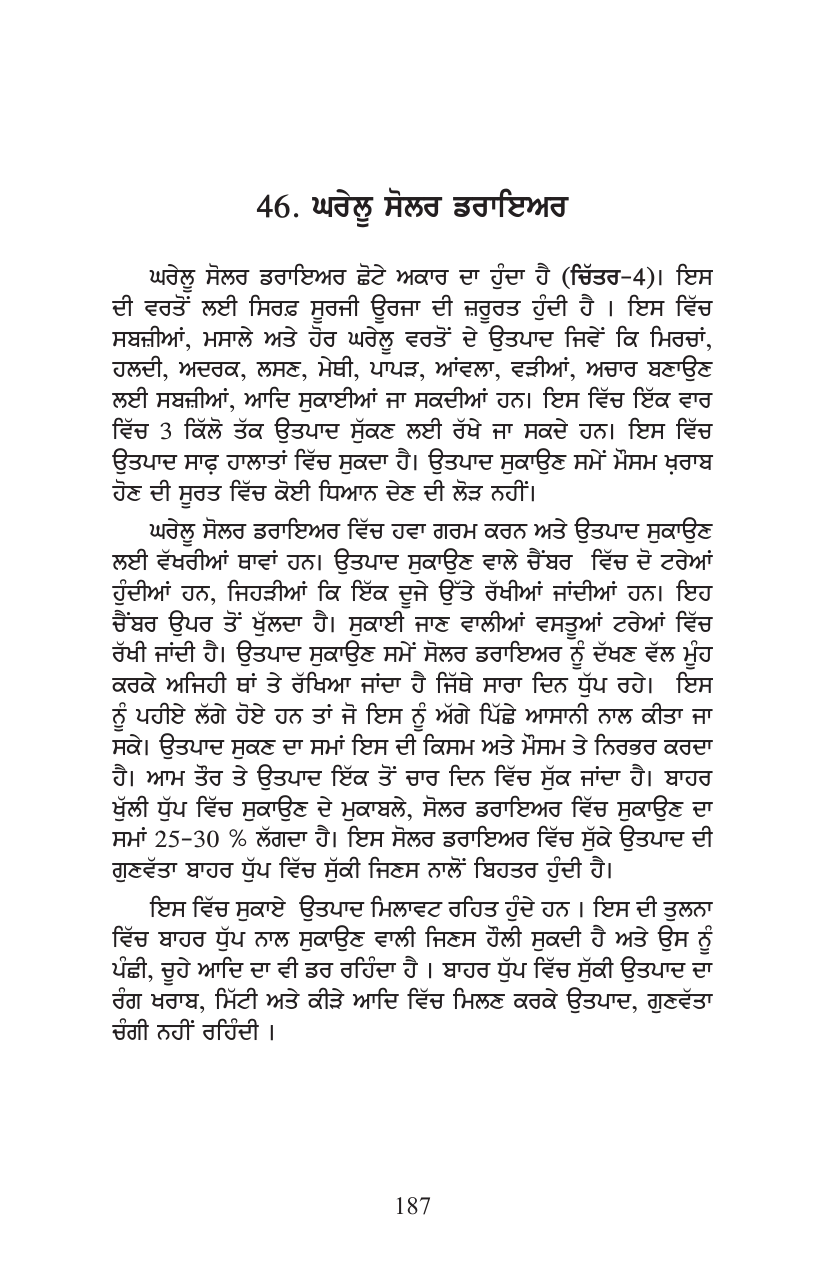 46. ਘਰੇਲੂ ਸੋਲਰ ਡਰਾਇਅਰ
ਘਰੇਲੂ ਸੋਲਰ ਡਰਾਇਅਰ ਛੋਟੇ ਅਕਾਰ ਦਾ ਹੁੰਦਾ ਹੈ (ਚਿੱਤਰ-4)। ਇਸ
ਦੀ ਵਰਤੋਂ ਲਈ ਸਿਰਫ਼ ਸੂਰਜੀ ਊਰਜਾ ਦੀ ਜ਼ਰੂਰਤ ਹੁੰਦੀ ਹੈ । ਇਸ ਵਿੱਚ
ਸਬਜ਼ੀਆਂ, ਮਸਾਲੇ ਅਤੇ ਹੋਰ ਘਰੇਲੂ ਵਰਤੋਂ ਦੇ ਉਤਪਾਦ ਜਿਵੇਂ ਕਿ ਮਿਰਚਾਂ,
ਹਲਦੀ, ਅਦਰਕ, ਲਸਣ, ਮੇਥੀ, ਪਾਪੜ, ਆਂਵਲਾ, ਵੜੀਆਂ, ਅਚਾਰ ਬਣਾਉਣ
ਲਈ ਸਬਜ਼ੀਆਂ, ਆਦਿ ਸੁਕਾਈਆਂ ਜਾ ਸਕਦੀਆਂ ਹਨ। ਇਸ ਵਿੱਚ ਇੱਕ ਵਾਰ
ਵਿੱਚ 3 ਕਿੱਲੋ ਤੱਕ ਉਤਪਾਦ ਸੁੱਕਣ ਲਈ ਰੱਖੇ ਜਾ ਸਕਦੇ ਹਨ। ਇਸ ਵਿੱਚ
ਉਤਪਾਦ ਸਾਫ਼ ਹਾਲਾਤਾਂ ਵਿੱਚ ਸੁਕਦਾ ਹੈ। ਉਤਪਾਦ ਸੁਕਾਉਣ ਸਮੇਂ ਮੌਸਮ ਖ਼ਰਾਬ
ਹੋਣ ਦੀ ਸੂਰਤ ਵਿੱਚ ਕੋਈ ਧਿਆਨ ਦੇਣ ਦੀ ਲੋੜ ਨਹੀਂ।
ਘਰੇਲੂ ਸੋਲਰ ਡਰਾਇਅਰ ਵਿੱਚ ਹਵਾ ਗਰਮ ਕਰਨ ਅਤੇ ਉਤਪਾਦ ਸੁਕਾਉਣ
ਲਈ ਵੱਖਰੀਆਂ ਥਾਵਾਂ ਹਨ। ਉਤਪਾਦ ਸੁਕਾਉਣ ਵਾਲੇ ਚੈਂਬਰ ਵਿੱਚ ਦੋ ਟਰੇਆਂ
ਹੁੰਦੀਆਂ ਹਨ, ਜਿਹੜੀਆਂ ਕਿ ਇੱਕ ਦੂਜੇ ਉੱਤੇ ਰੱਖੀਆਂ ਜਾਂਦੀਆਂ ਹਨ। ਇਹ
ਚੈਂਬਰ ਉਪਰ ਤੋਂ ਖੁੱਲਦਾ ਹੈ। ਸੁਕਾਈ ਜਾਣ ਵਾਲੀਆਂ ਵਸਤੂਆਂ ਟਰੇਆਂ ਵਿੱਚ
ਰੱਖੀ ਜਾਂਦੀ ਹੈ। ਉਤਪਾਦ ਸੁਕਾਉਣ ਸਮੇਂ ਸੋਲਰ ਡਰਾਇਅਰ ਨੂੰ ਦੱਖਣ ਵੱਲ ਮੂੰਹ
ਕਰਕੇ ਅਜਿਹੀ ਥਾਂ ਤੇ ਰੱਖਿਆ ਜਾਂਦਾ ਹੈ ਜਿੱਥੇ ਸਾਰਾ ਦਿਨ ਧੁੱਪ ਰਹੇ। ਇਸ
ਨੂੰ ਪਹੀਏ ਲੱਗੇ ਹੋਏ ਹਨ ਤਾਂ ਜੋ ਇਸ ਨੂੰ ਅੱਗੇ ਪਿੱਛੇ ਆਸਾਨੀ ਨਾਲ ਕੀਤਾ ਜਾ
ਸਕੇ। ਉਤਪਾਦ ਸੁਕਣ ਦਾ ਸਮਾਂ ਇਸ ਦੀ ਕਿਸਮ ਅਤੇ ਮੌਸਮ ਤੇ ਨਿਰਭਰ ਕਰਦਾ
ਹੈ। ਆਮ ਤੌਰ ਤੇ ਉਤਪਾਦ ਇੱਕ ਤੋਂ ਚਾਰ ਦਿਨ ਵਿੱਚ ਸੁੱਕ ਜਾਂਦਾ ਹੈ। ਬਾਹਰ
ਖੁੱਲੀ ਧੁੱਪ ਵਿੱਚ ਸੁਕਾਉਣ ਦੇ ਮੁਕਾਬਲੇ, ਸੋਲਰ ਡਰਾਇਅਰ ਵਿੱਚ ਸੁਕਾਉਣ ਦਾ
ਸਮਾਂ 25-30 % ਲੱਗਦਾ ਹੈ। ਇਸ ਸੋਲਰ ਡਰਾਇਅਰ ਵਿੱਚ ਸੁੱਕੇ ਉਤਪਾਦ ਦੀ
ਗੁਣਵੱਤਾ ਬਾਹਰ ਧੁੱਪ ਵਿੱਚ ਸੁੱਕੀ ਜਿਣਸ ਨਾਲੋਂ ਬਿਹਤਰ ਹੁੰਦੀ ਹੈ।
ਇਸ ਵਿੱਚ ਸੁਕਾਏ ਉਤਪਾਦ ਮਿਲਾਵਟ ਰਹਿਤ ਹੁੰਦੇ ਹਨ । ਇਸ ਦੀ ਤੁਲਨਾ
ਵਿੱਚ ਬਾਹਰ ਧੁੱਪ ਨਾਲ ਸੁਕਾਉਣ ਵਾਲੀ ਜਿਣਸ ਹੌਲੀ ਸੁਕਦੀ ਹੈ ਅਤੇ ਉਸ ਨੂੰ
ਪੰਛੀ, ਚੂਹੇ ਆਦਿ ਦਾ ਵੀ ਡਰ ਰਹਿੰਦਾ ਹੈ । ਬਾਹਰ ਧੁੱਪ ਵਿੱਚ ਸੁੱਕੀ ਉਤਪਾਦ ਦਾ
ਰੰਗ ਖਰਾਬ, ਮਿੱਟੀ ਅਤੇ ਕੀੜੇ ਆਦਿ ਵਿੱਚ ਮਿਲਣ ਕਰਕੇ ਉਤਪਾਦ, ਗੁਣਵੱਤਾ
ਚੰਗੀ ਨਹੀਂ ਰਹਿੰਦੀ ।
187